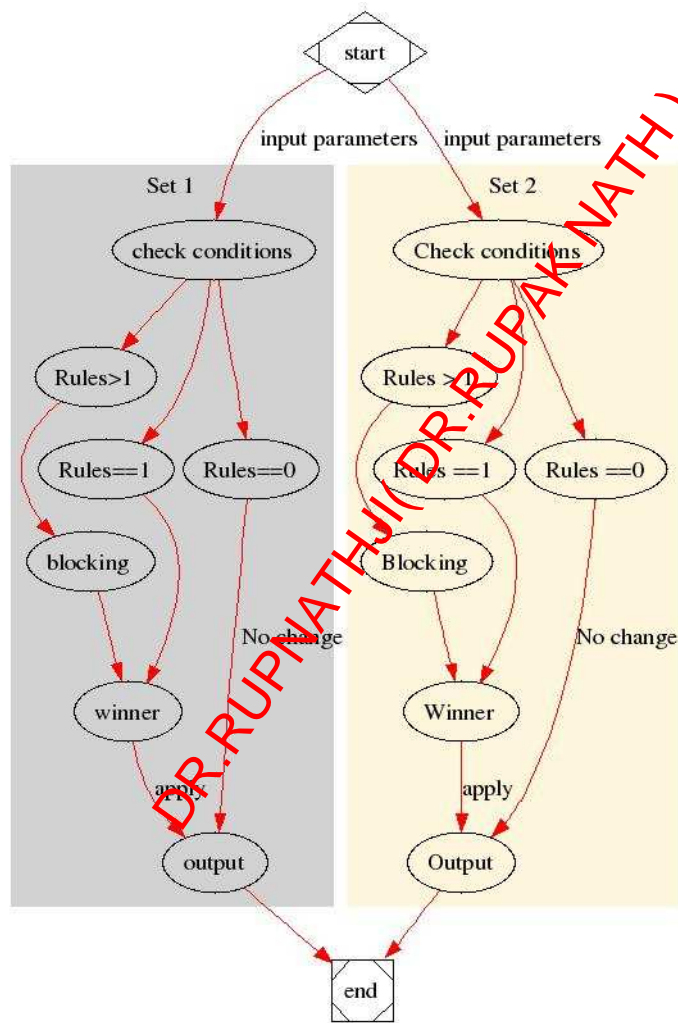 start
input parameters input parameters
Set 1 Set 2
check conditions Check conditions
Rules>1 Rules > 1
Rules==1 Rules==0 Rules ==1 Rules ==0
blocking Blocking
No change No change
winner Winner
apply apply
output Output
end
DR.RUPNATHJI( DR.RUPAK NATH )